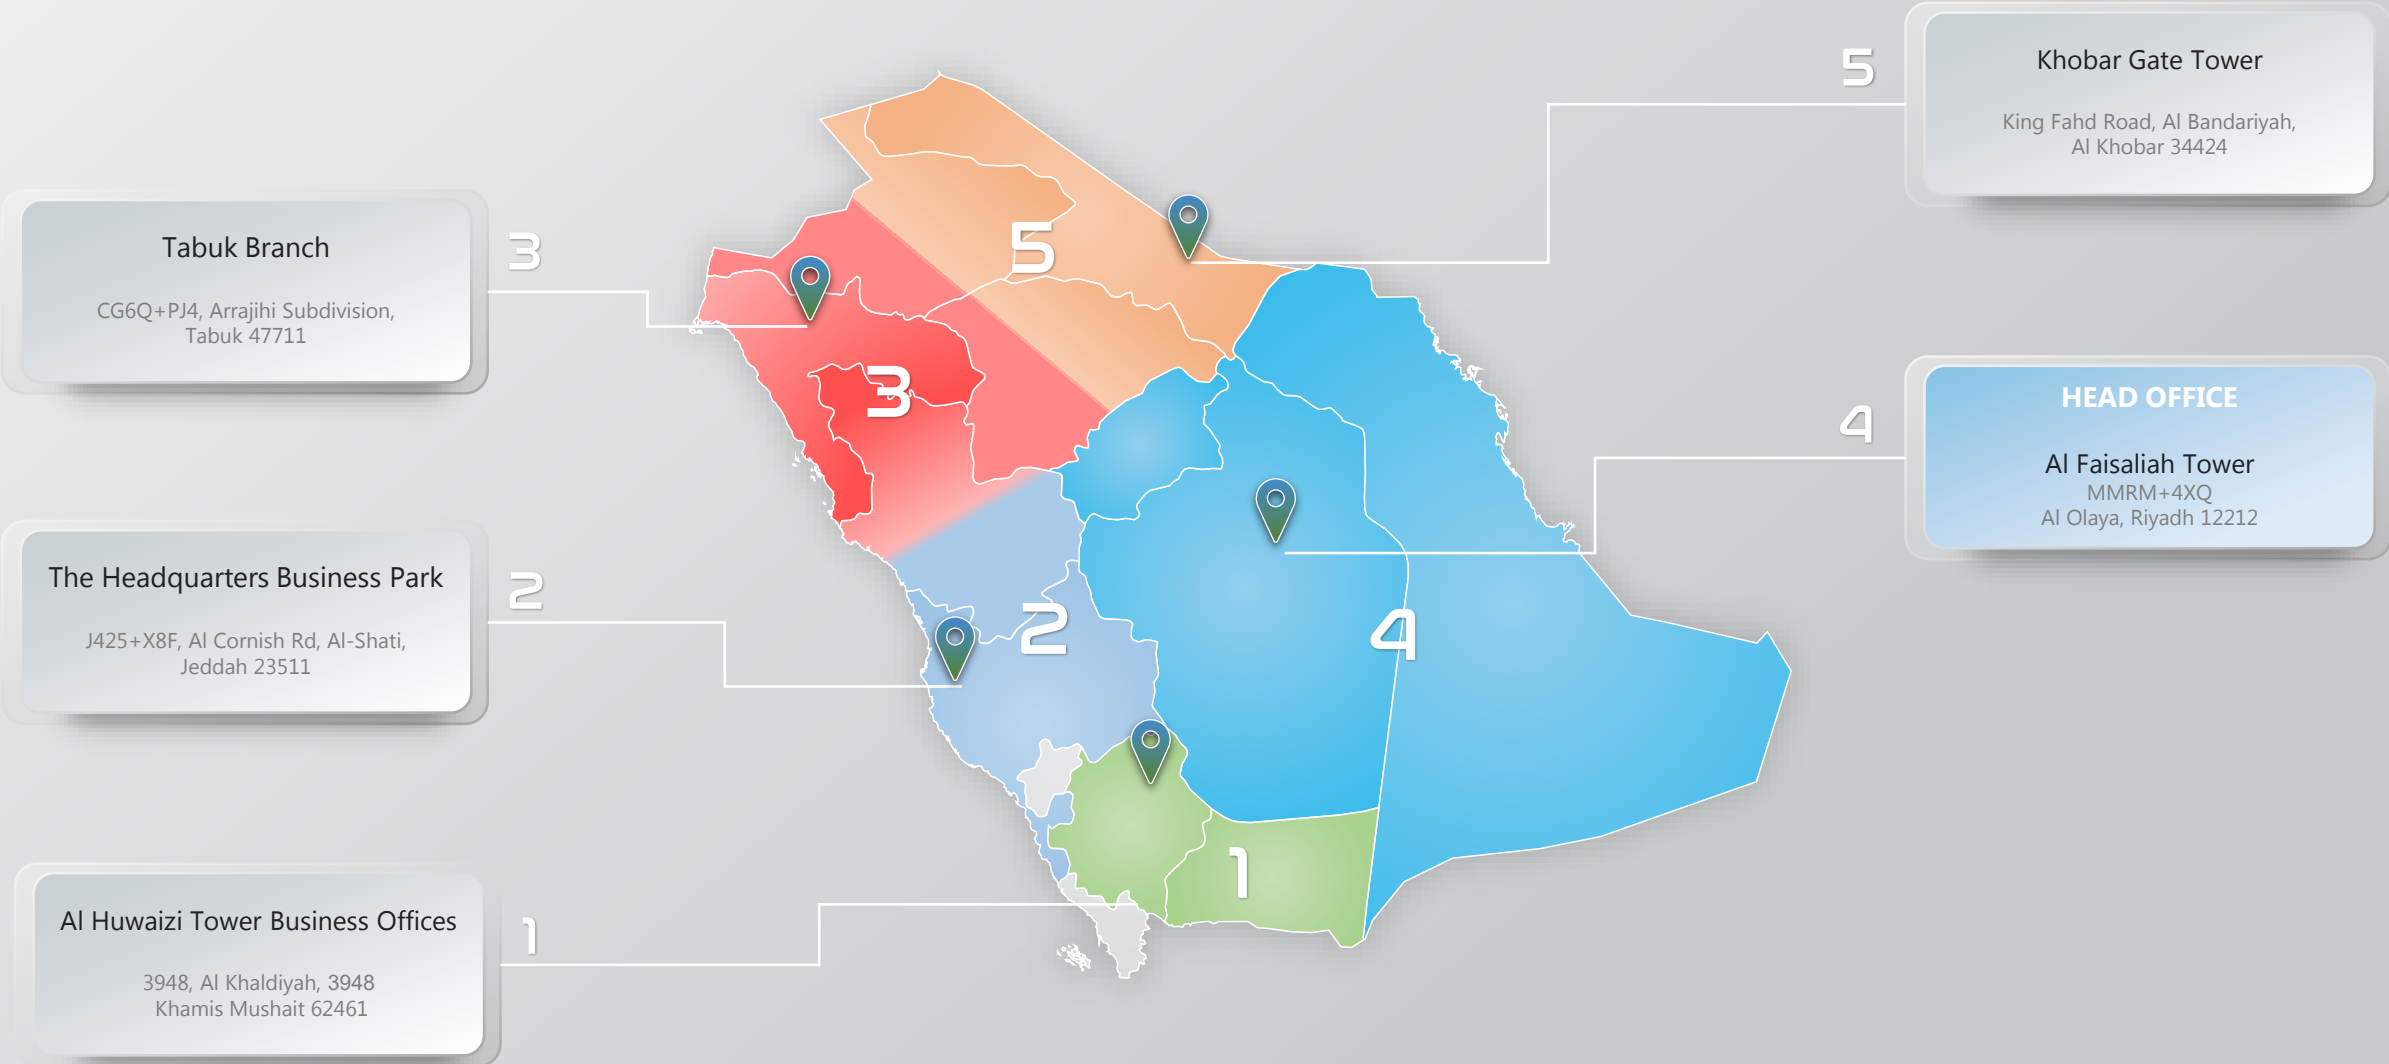 Tabuk Branch
CG6Q+PJ4, Arrajihi Subdivision,
Tabuk 47711
3
The Headquarters Business Park
J425+X8F, Al Cornish Rd, Al-Shati,
Jeddah 23511
2
Al Huwaizi Tower Business Offices
3948, Al Khaldiyah, 3948
Khamis Mushait 62461
1
5
3
2
4
1
5
Khobar Gate Tower
King Fahd Road, Al Bandariyah,
Al Khobar 34424
4
HEAD OFFICE
Al Faisaliah Tower
MMRM+4XQ
Al Olaya, Riyadh 12212